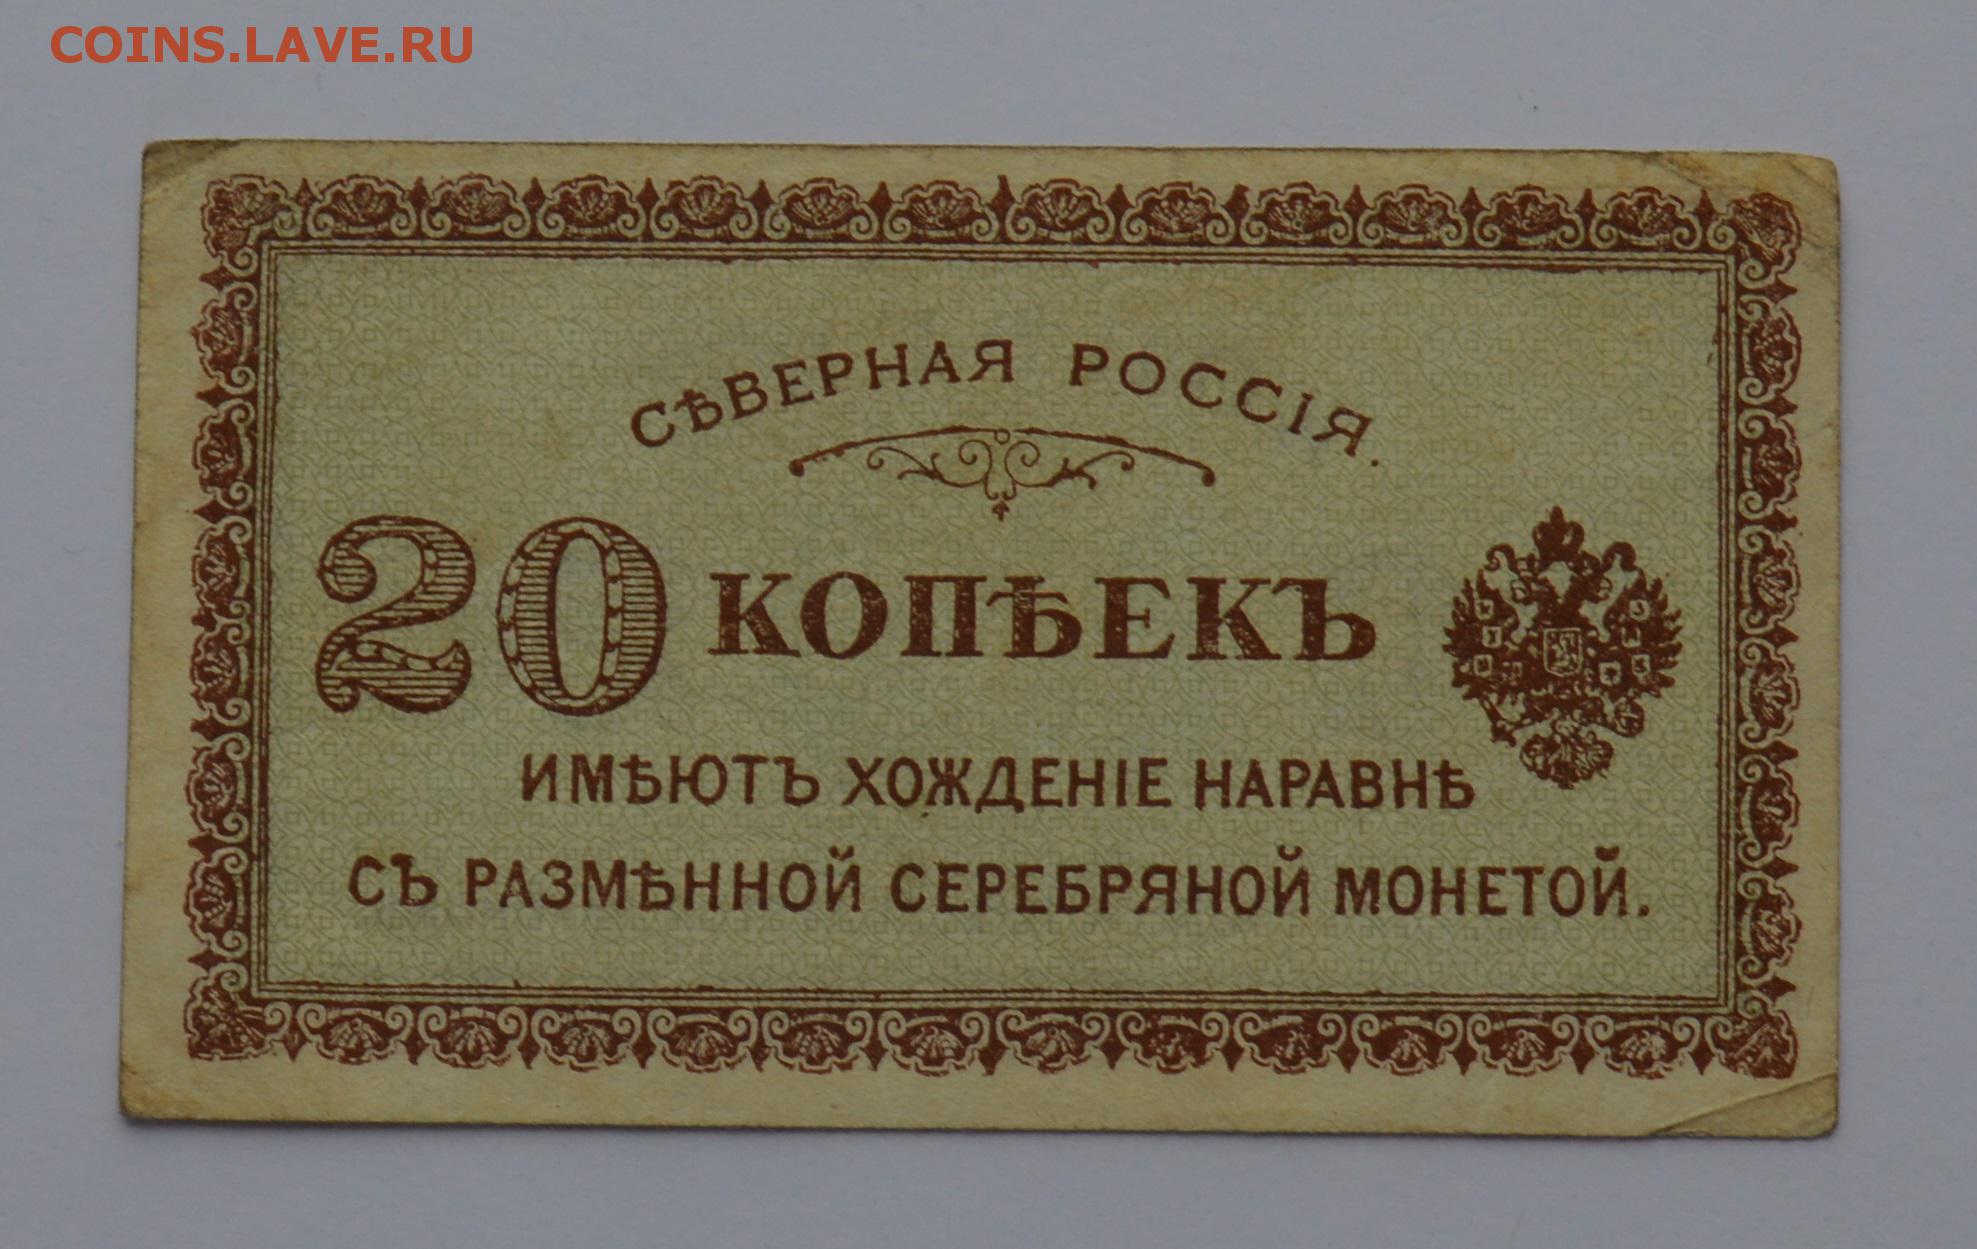 COINS.LAVE.RU
СѢВЕРНАЯ РОССІЯ.
20 КОПѢЕКЪ
ИМѢЮТЪ ХОЖДЕНІЕ НАРАВНѢ
СЪ РАЗМѢННОЙ СЕРЕБРЯНОЙ МОНЕТОЙ.